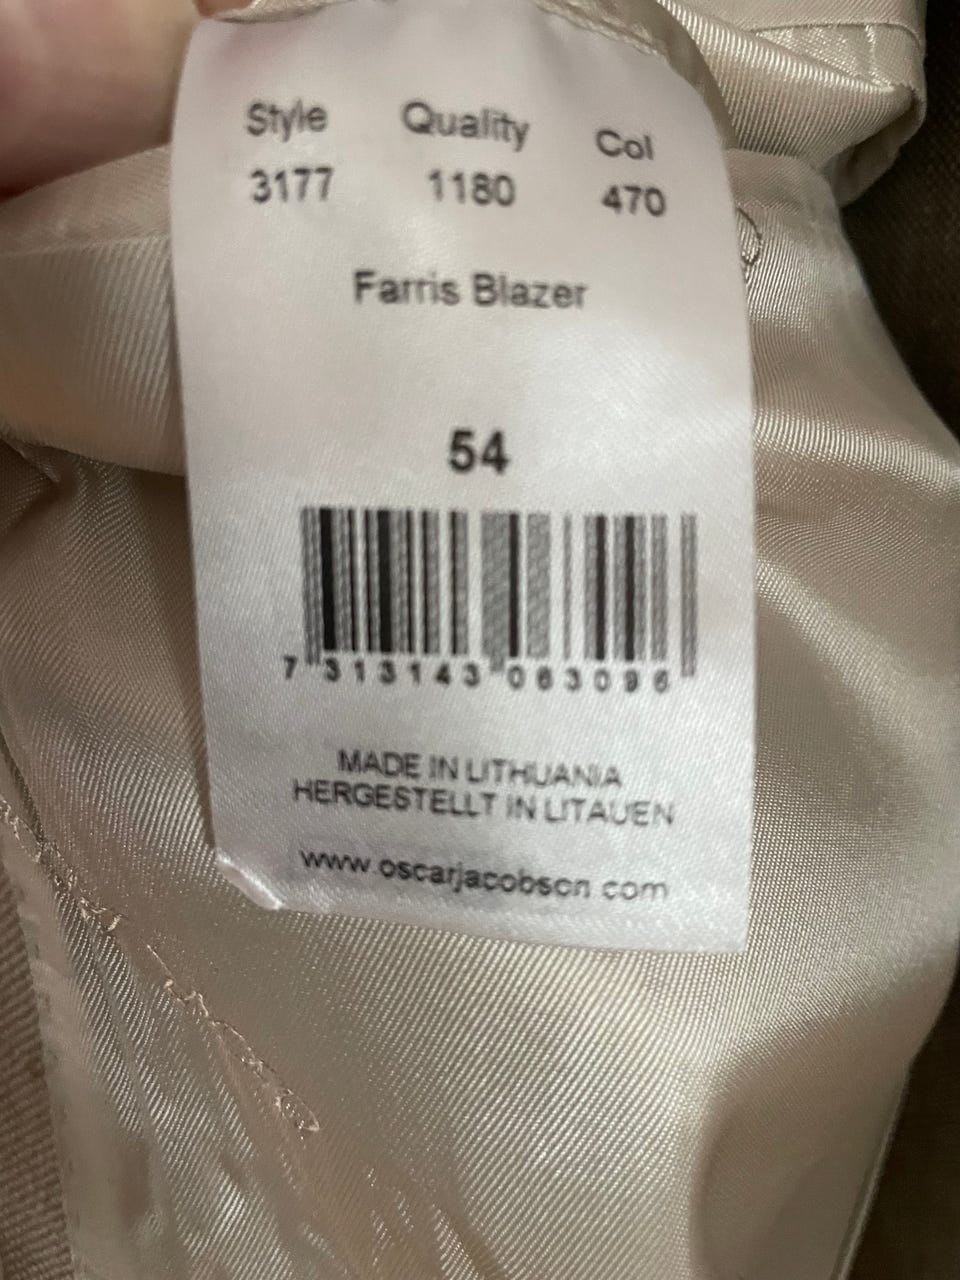 Style Quality Col
3177 1180 470
Farris Blazer
54
7 313143 063096
MADE IN LITHUANIA
HERGESTELLT IN LITAUEN
www.oscarjacobson.com